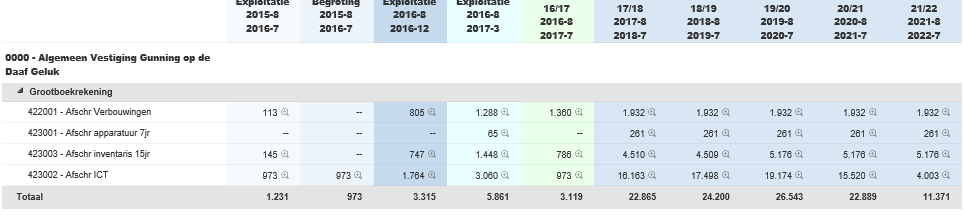 Exploitatie Begroting Exploitatie Exploitatie 16/17 17/18 18/19 19/20 20/21 21/22
2015-8 2015-8 2016-8 2016-8 2016-8 2017-8 2018-8 2019-8 2020-8 2021-8
2016-7 2016-7 2016-12 2017-3 2017-7 2018-7 2019-7 2020-7 2021-7 2022-7
0000 - Algemeen Vestiging Gunning op de
Daaf Geluk
Grootboekrekening
422001 - Afschr Verbouwingen 113 -- 805 1.288 1.360 1.932 1.932 1.932 1.932 1.932
423001 - Afschr apparatuur 7jr -- -- -- 65 -- 261 261 261 261 261
423003 - Afschr inventaris 15jr 145 -- 747 1.448 786 4.510 4.509 5.176 5.176 5.176
423002 - Afschr ICT 973 973 1.764 3.060 973 16.163 17.498 19.174 15.520 4.003
Totaal 1.231 973 3.315 5.861 3.119 22.865 24.200 26.543 22.889 11.371